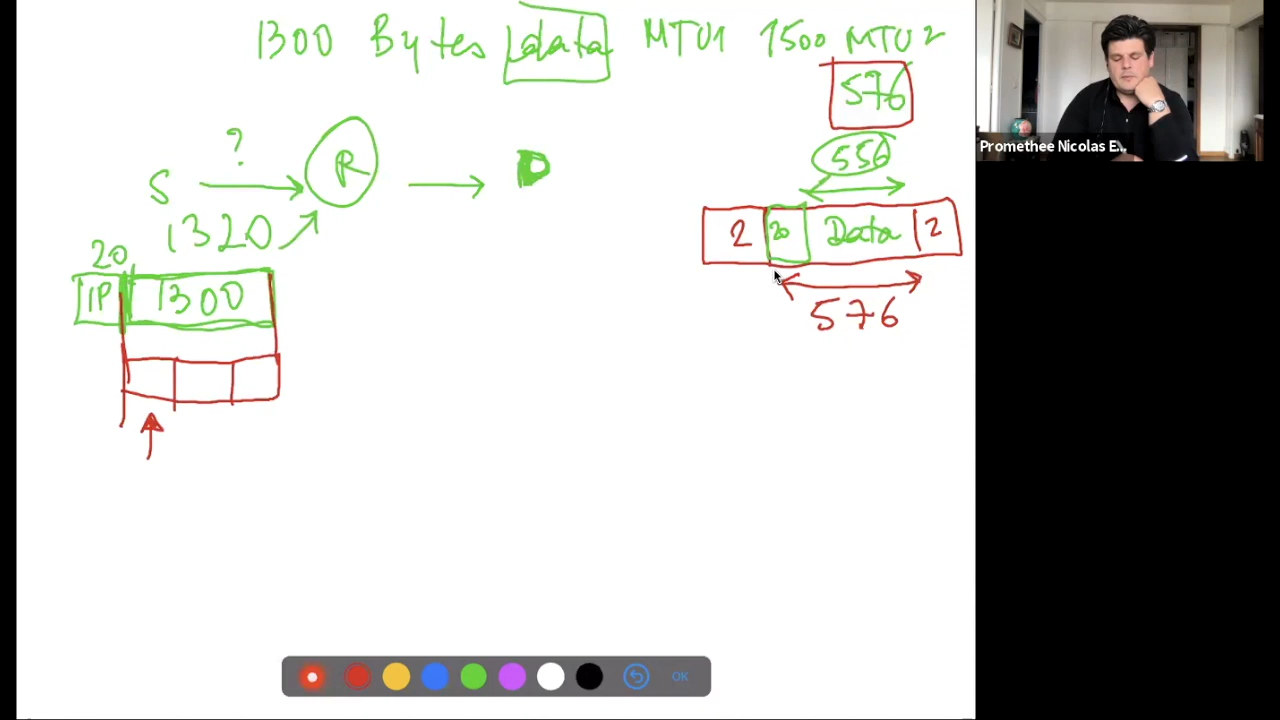 1300 Bytes data MTU1 1500 MTU2
576
Promethee Nicolas E...
?
556
S R D
1320
2 20 Data 2
20
IP 1300
576
OK